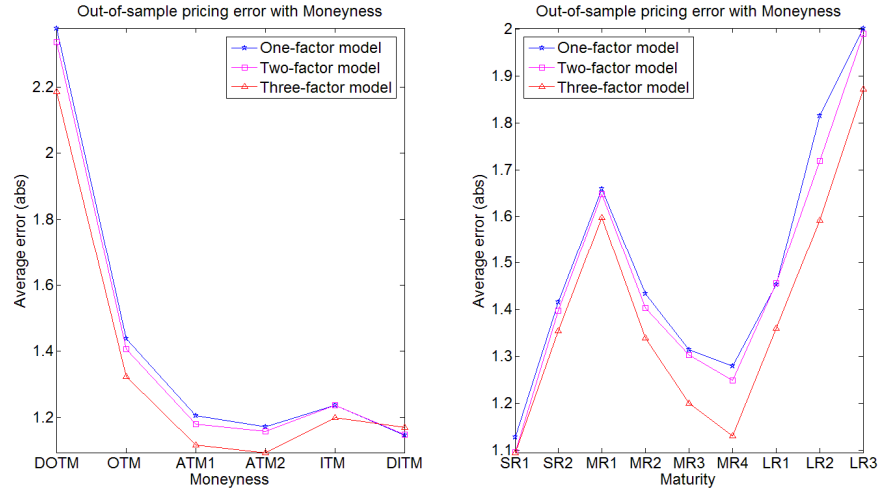 Out-of-sample pricing error with Moneyness
One-factor model
Two-factor model
Three-factor model
2.2
2
1.8
1.6
1.4
1.2
Average error (abs)
DOTM OTM ATM1 ATM2 ITM DITM
Moneyness
Out-of-sample pricing error with Moneyness
One-factor model
Two-factor model
Three-factor model
2
1.9
1.8
1.7
1.6
1.5
1.4
1.3
1.2
1.1
Average error (abs)
SR1 SR2 MR1 MR2 MR3 MR4 LR1 LR2 LR3
Maturity